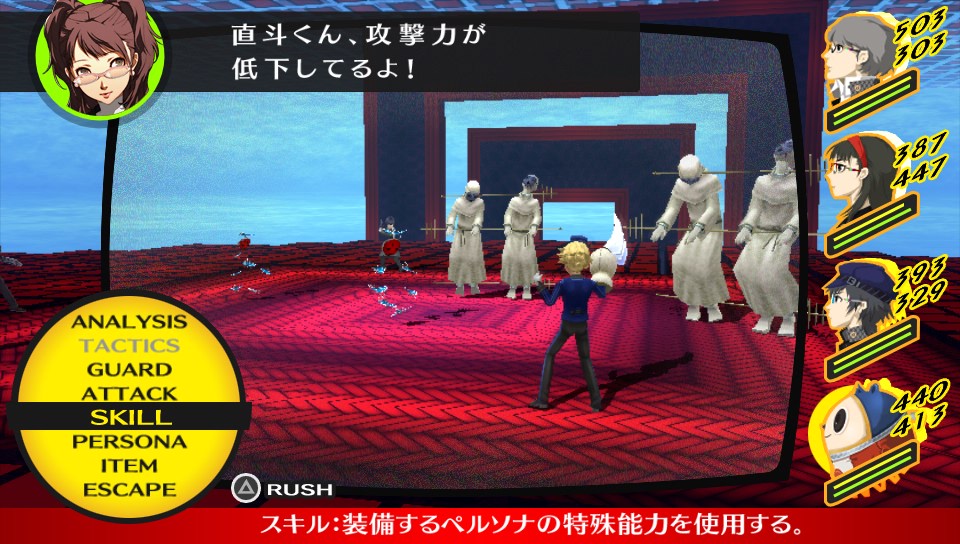 直斗くん、攻撃力が
低下してるよ！
503
303
387
447
393
329
440
413
ANALYSIS
TACTICS
GUARD
ATTACK
SKILL
PERSONA
ITEM
ESCAPE
RUSH
スキル：装備するペルソナの特殊能力を使用する。